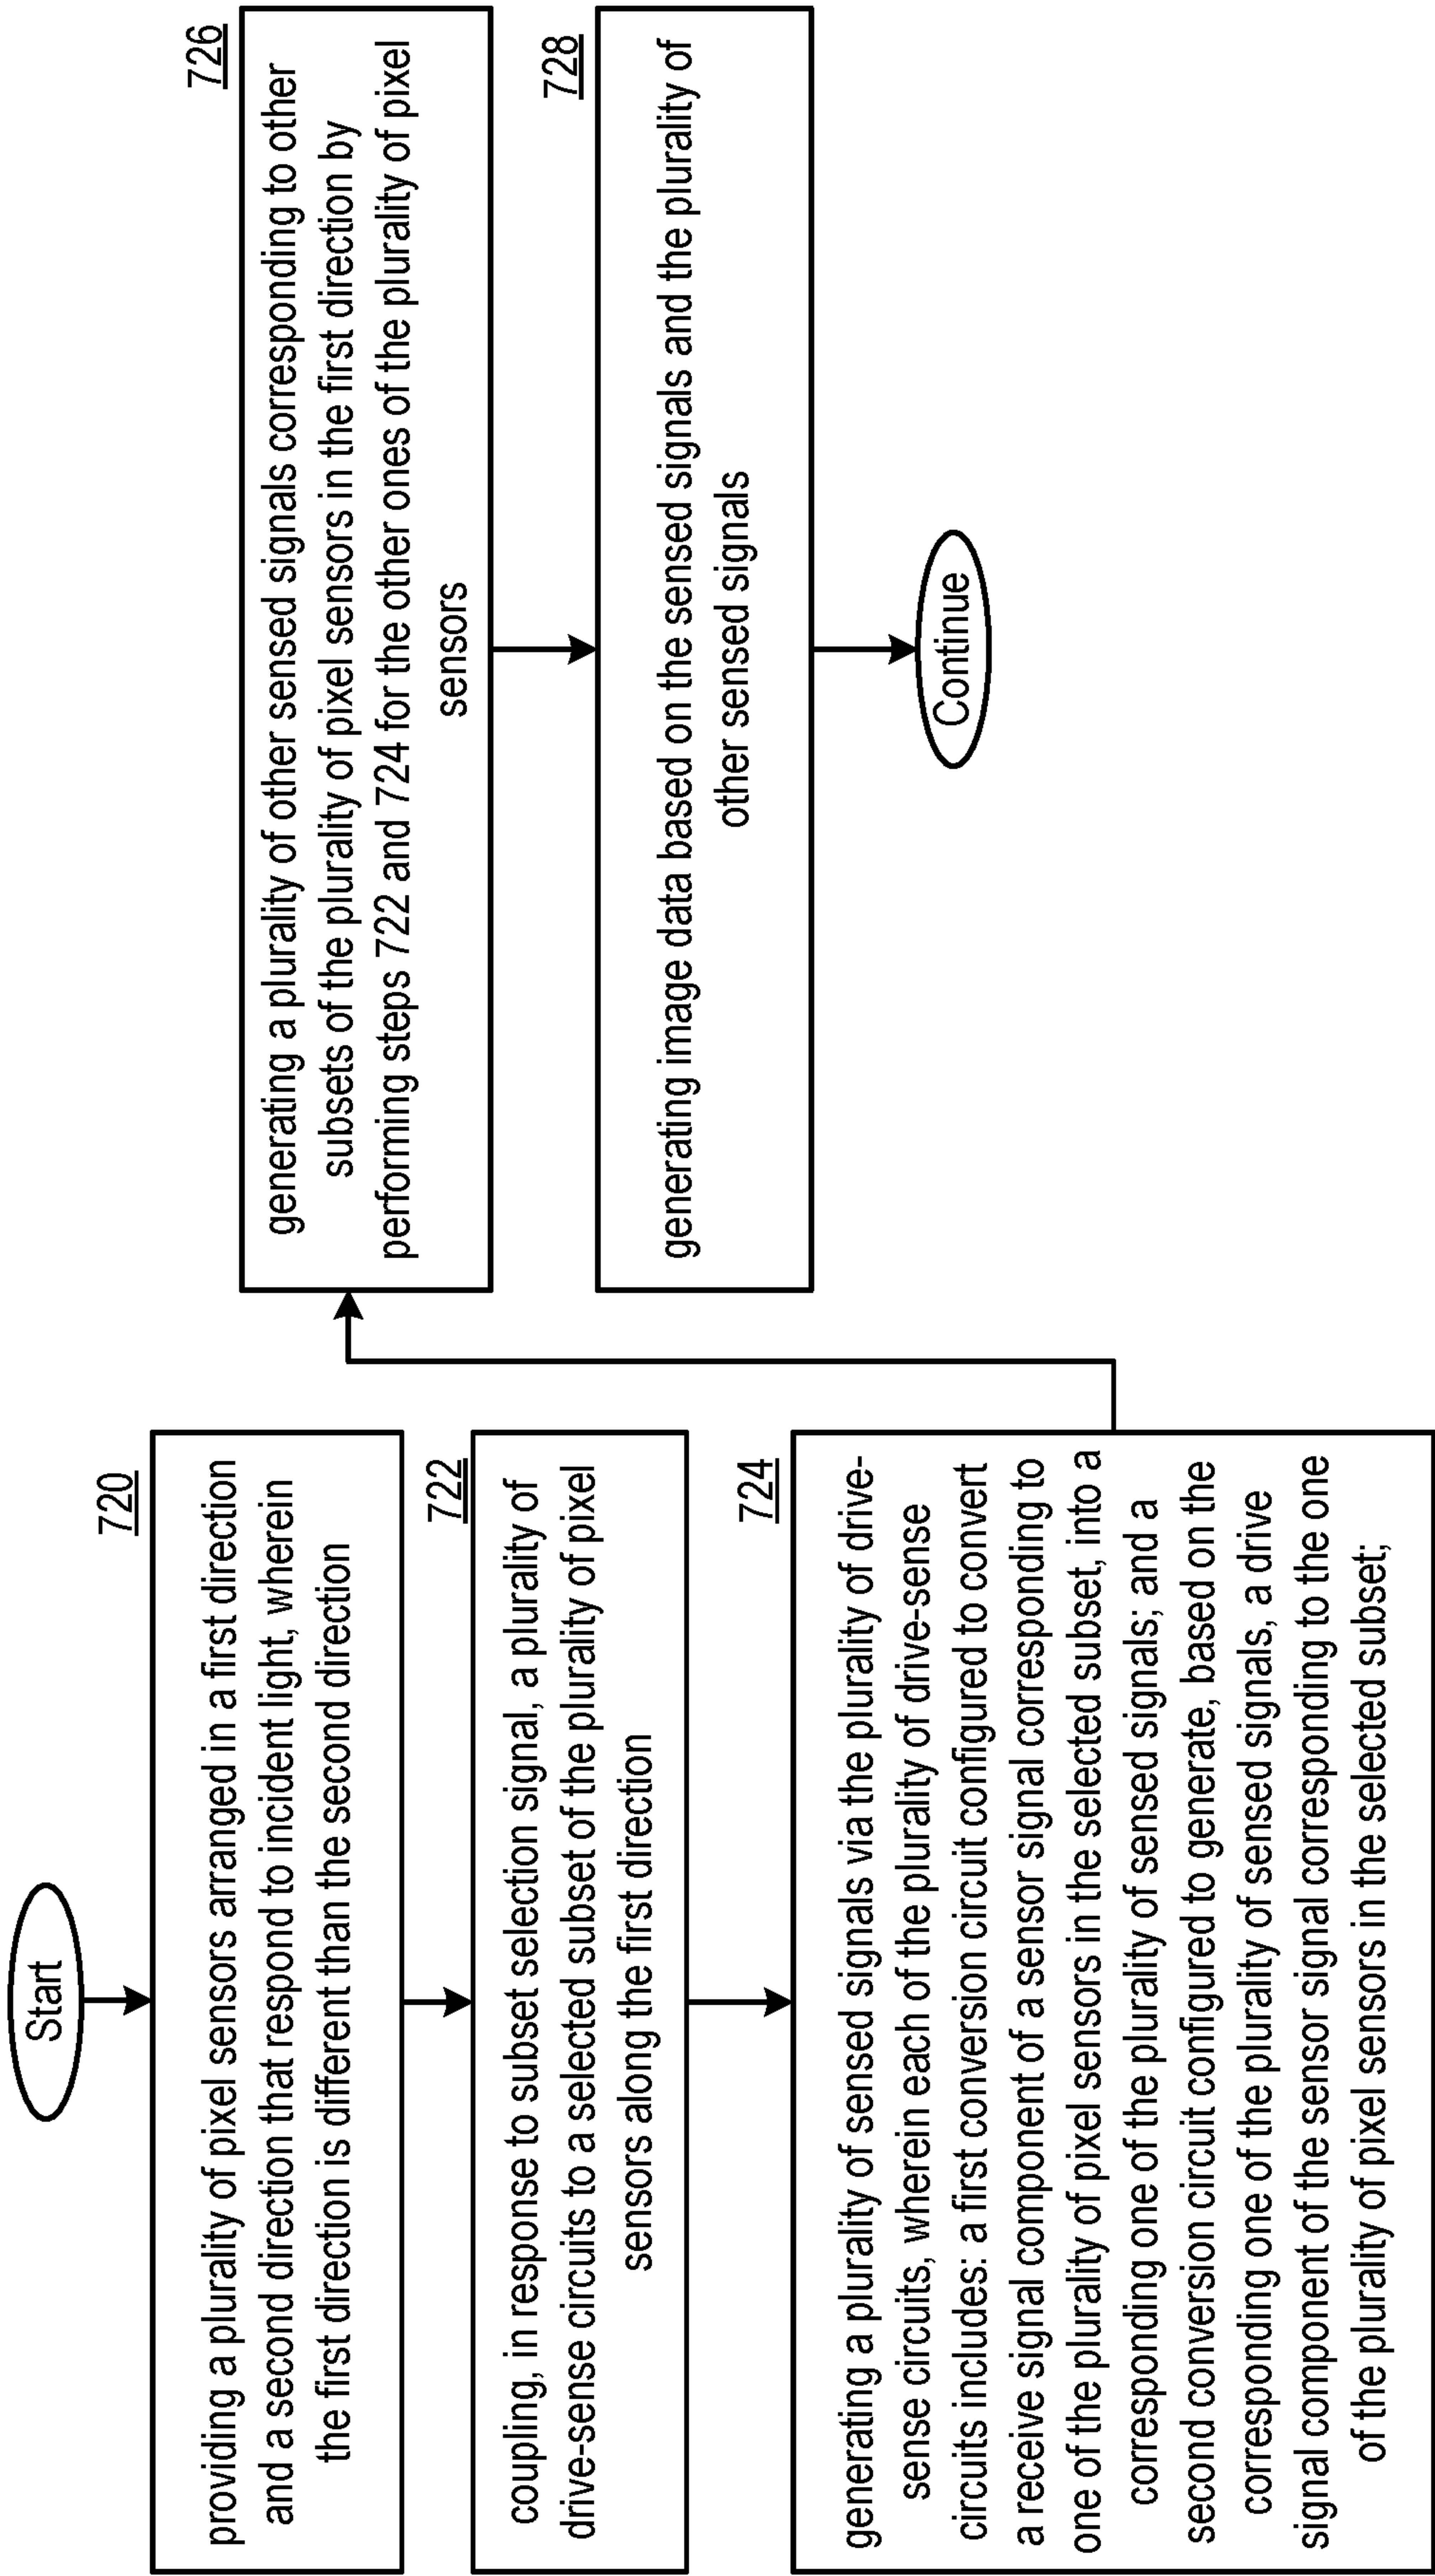 Start
720
providing a plurality of pixel sensors arranged in a first direction
and a second direction that respond to incident light, wherein
the first direction is different than the second direction
722
coupling, in response to subset selection signal, a plurality of
drive-sense circuits to a selected subset of the plurality of pixel
sensors along the first direction
724
generating a plurality of sensed signals via the plurality of drive-
sense circuits, wherein each of the plurality of drive-sense
circuits includes: a first conversion circuit configured to convert
a receive signal component of a sensor signal corresponding to
one of the plurality of pixel sensors in the selected subset, into a
corresponding one of the plurality of sensed signals; and a
second conversion circuit configured to generate, based on the
corresponding one of the plurality of sensed signals, a drive
signal component of the sensor signal corresponding to the one
of the plurality of pixel sensors in the selected subset;
726
generating a plurality of other sensed signals corresponding to other
subsets of the plurality of pixel sensors in the first direction by
performing steps 722 and 724 for the other ones of the plurality of pixel
sensors
728
generating image data based on the sensed signals and the plurality of
other sensed signals
Continue